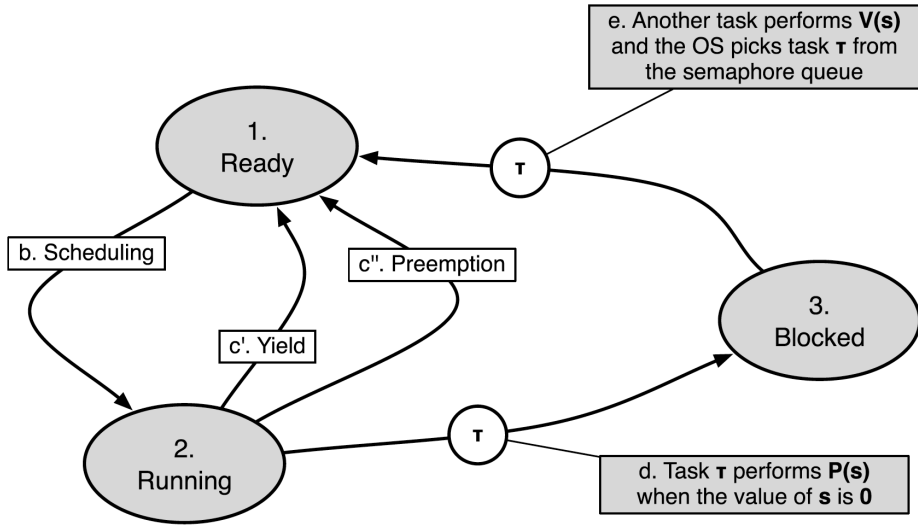 e. Another task performs V(s)
and the OS picks task τ from
the semaphore queue
1.
Ready
τ
b. Scheduling
c''. Preemption
3.
Blocked
c'. Yield
τ
2.
Running
d. Task τ performs P(s)
when the value of s is 0